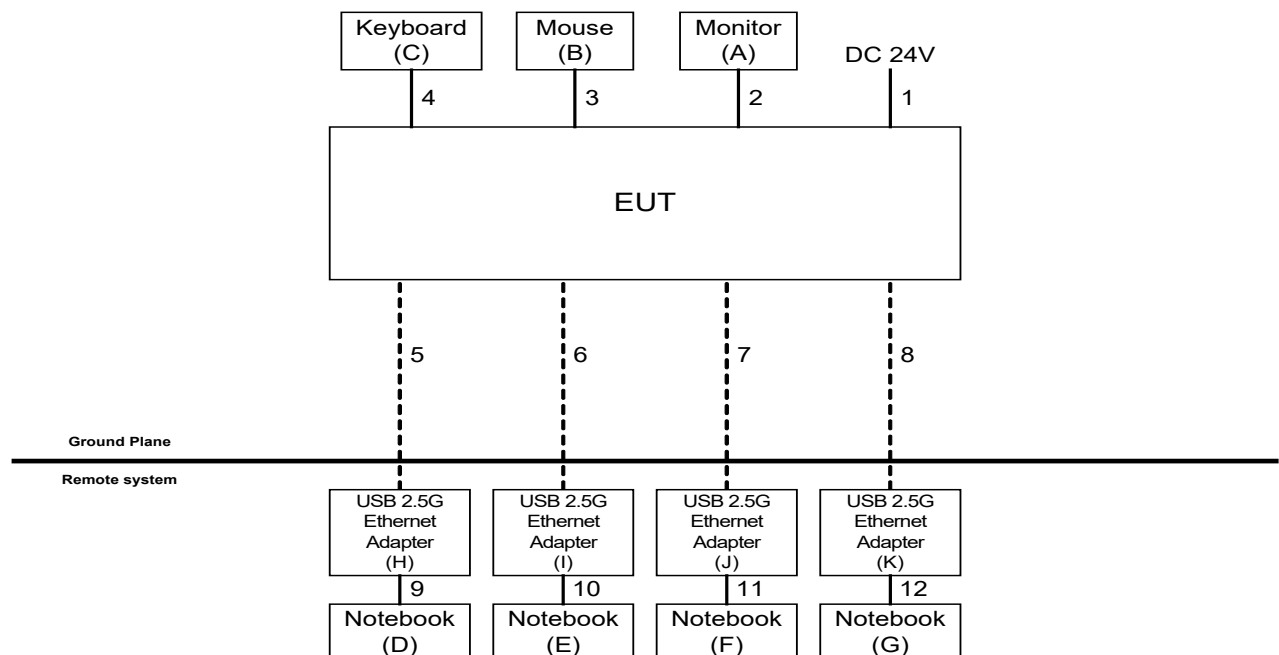 Keyboard
(C)
Mouse
(B)
Monitor
(A)
DC 24V
4
3
2
1
EUT
5
6
7
8
Ground Plane
Remote system
USB 2.5G
Ethernet
Adapter
(H)
USB 2.5G
Ethernet
Adapter
(I)
USB 2.5G
Ethernet
Adapter
(J)
USB 2.5G
Ethernet
Adapter
(K)
9
10
11
12
Notebook
(D)
Notebook
(E)
Notebook
(F)
Notebook
(G)